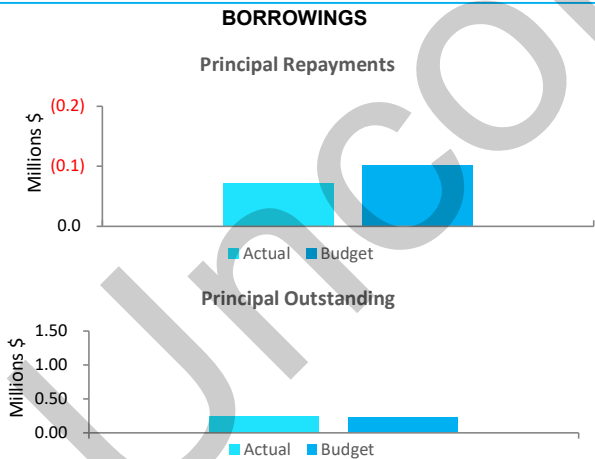 BORROWINGS
Principal Repayments
Millions $
(0.2)
(0.1)
0.0
Actual Budget
Principal Outstanding
Millions $
1.50
1.00
0.50
0.00
Actual Budget